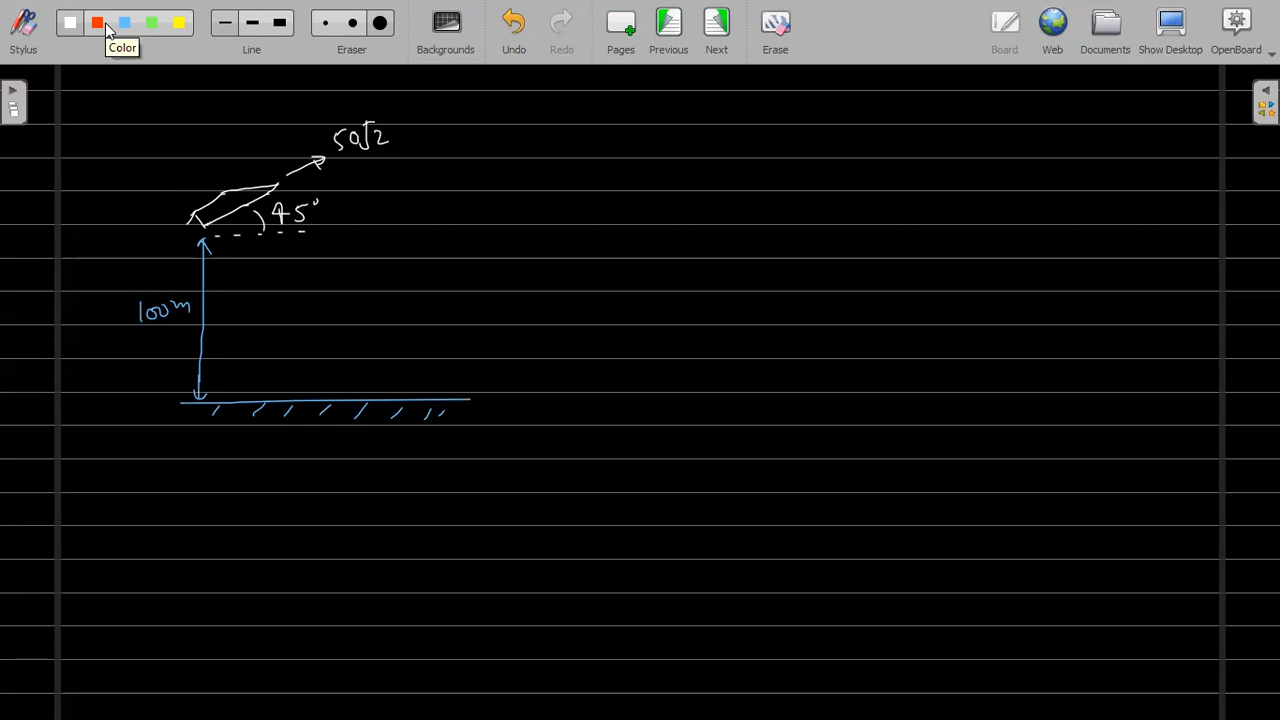 Stylus
Color
Line
Eraser
Backgrounds
Undo
Redo
Pages
Previous
Next
Erase
Board
Web
Documents
Show Desktop
OpenBoard
50√2
45°
100m